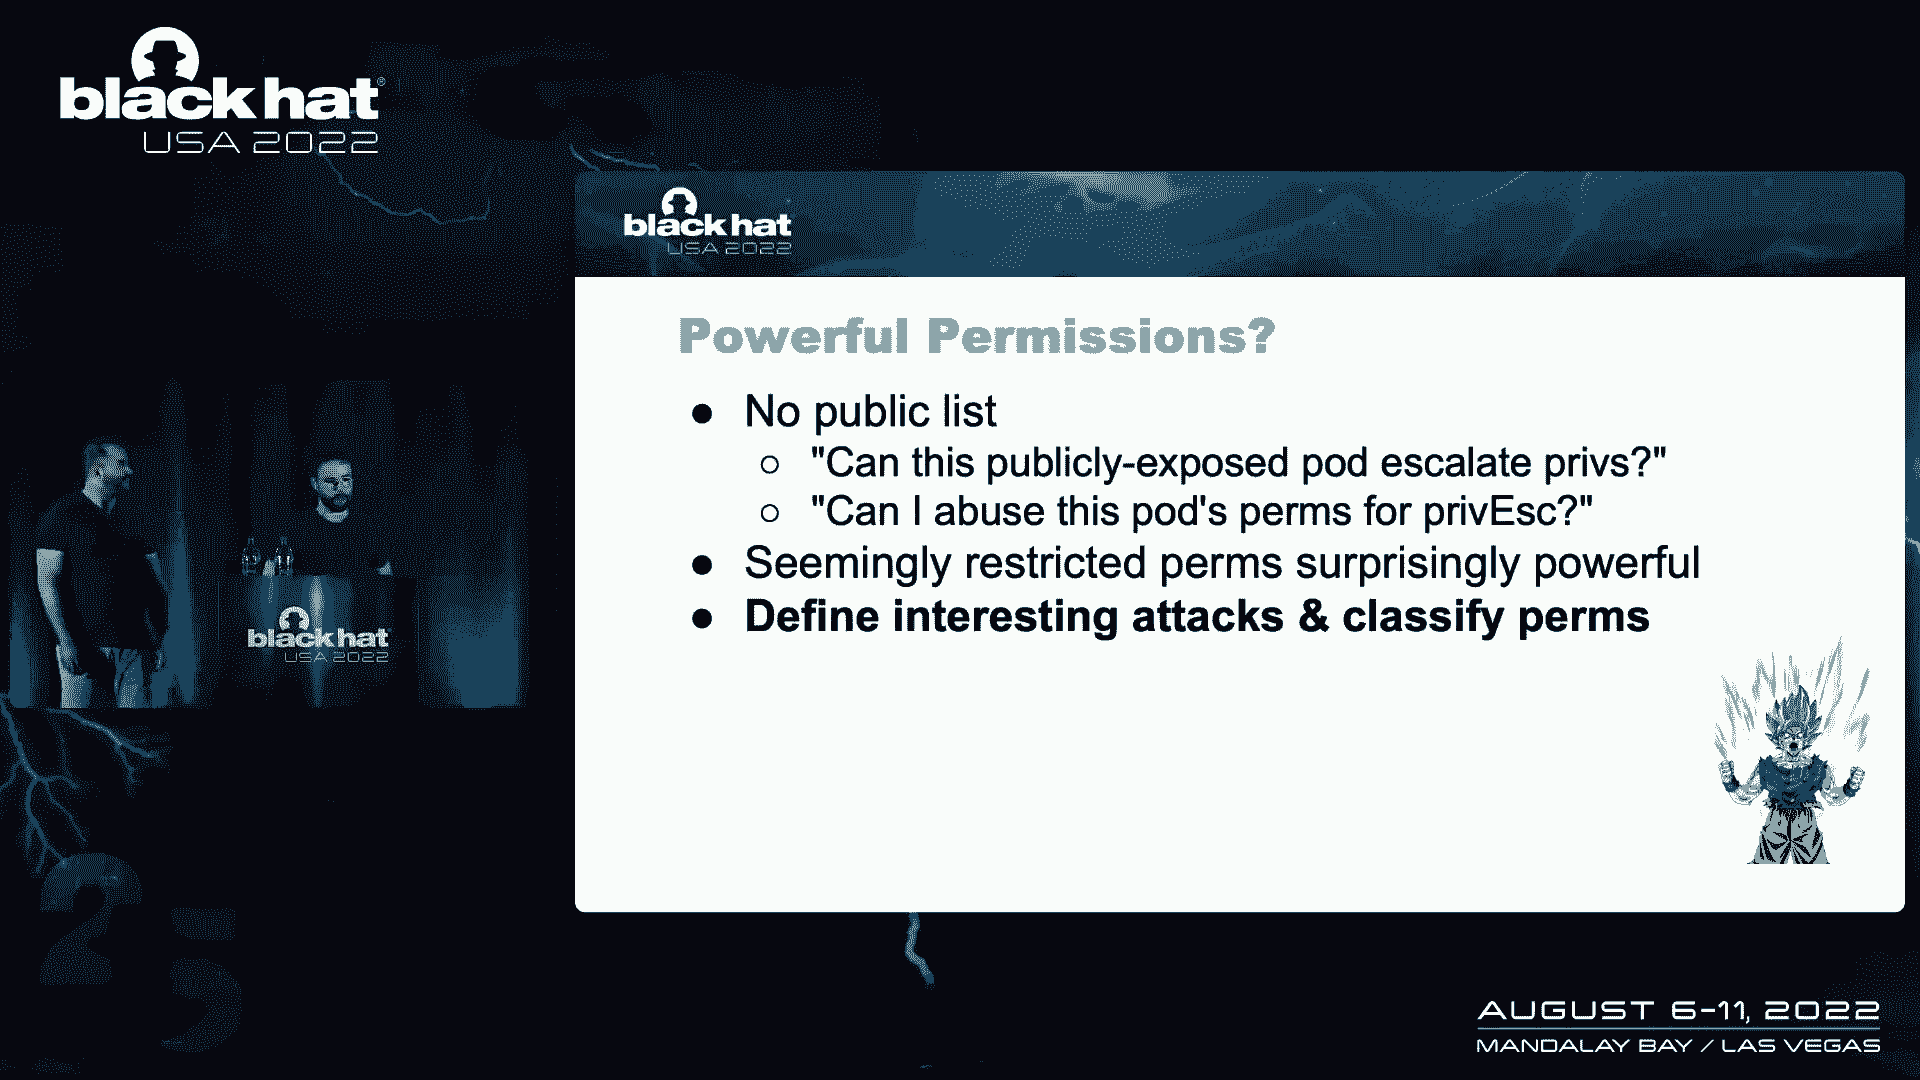 black hat®
USA 2022
black hat
USA 2022
Powerful Permissions?
● No public list
○ "Can this publicly-exposed pod escalate privs?"
○ "Can I abuse this pod's perms for privEsc?"
● Seemingly restricted perms surprisingly powerful
● Define interesting attacks & classify perms
black hat
USA 2022
25
AUGUST 6-11, 2022
MANDALAY BAY / LAS VEGAS